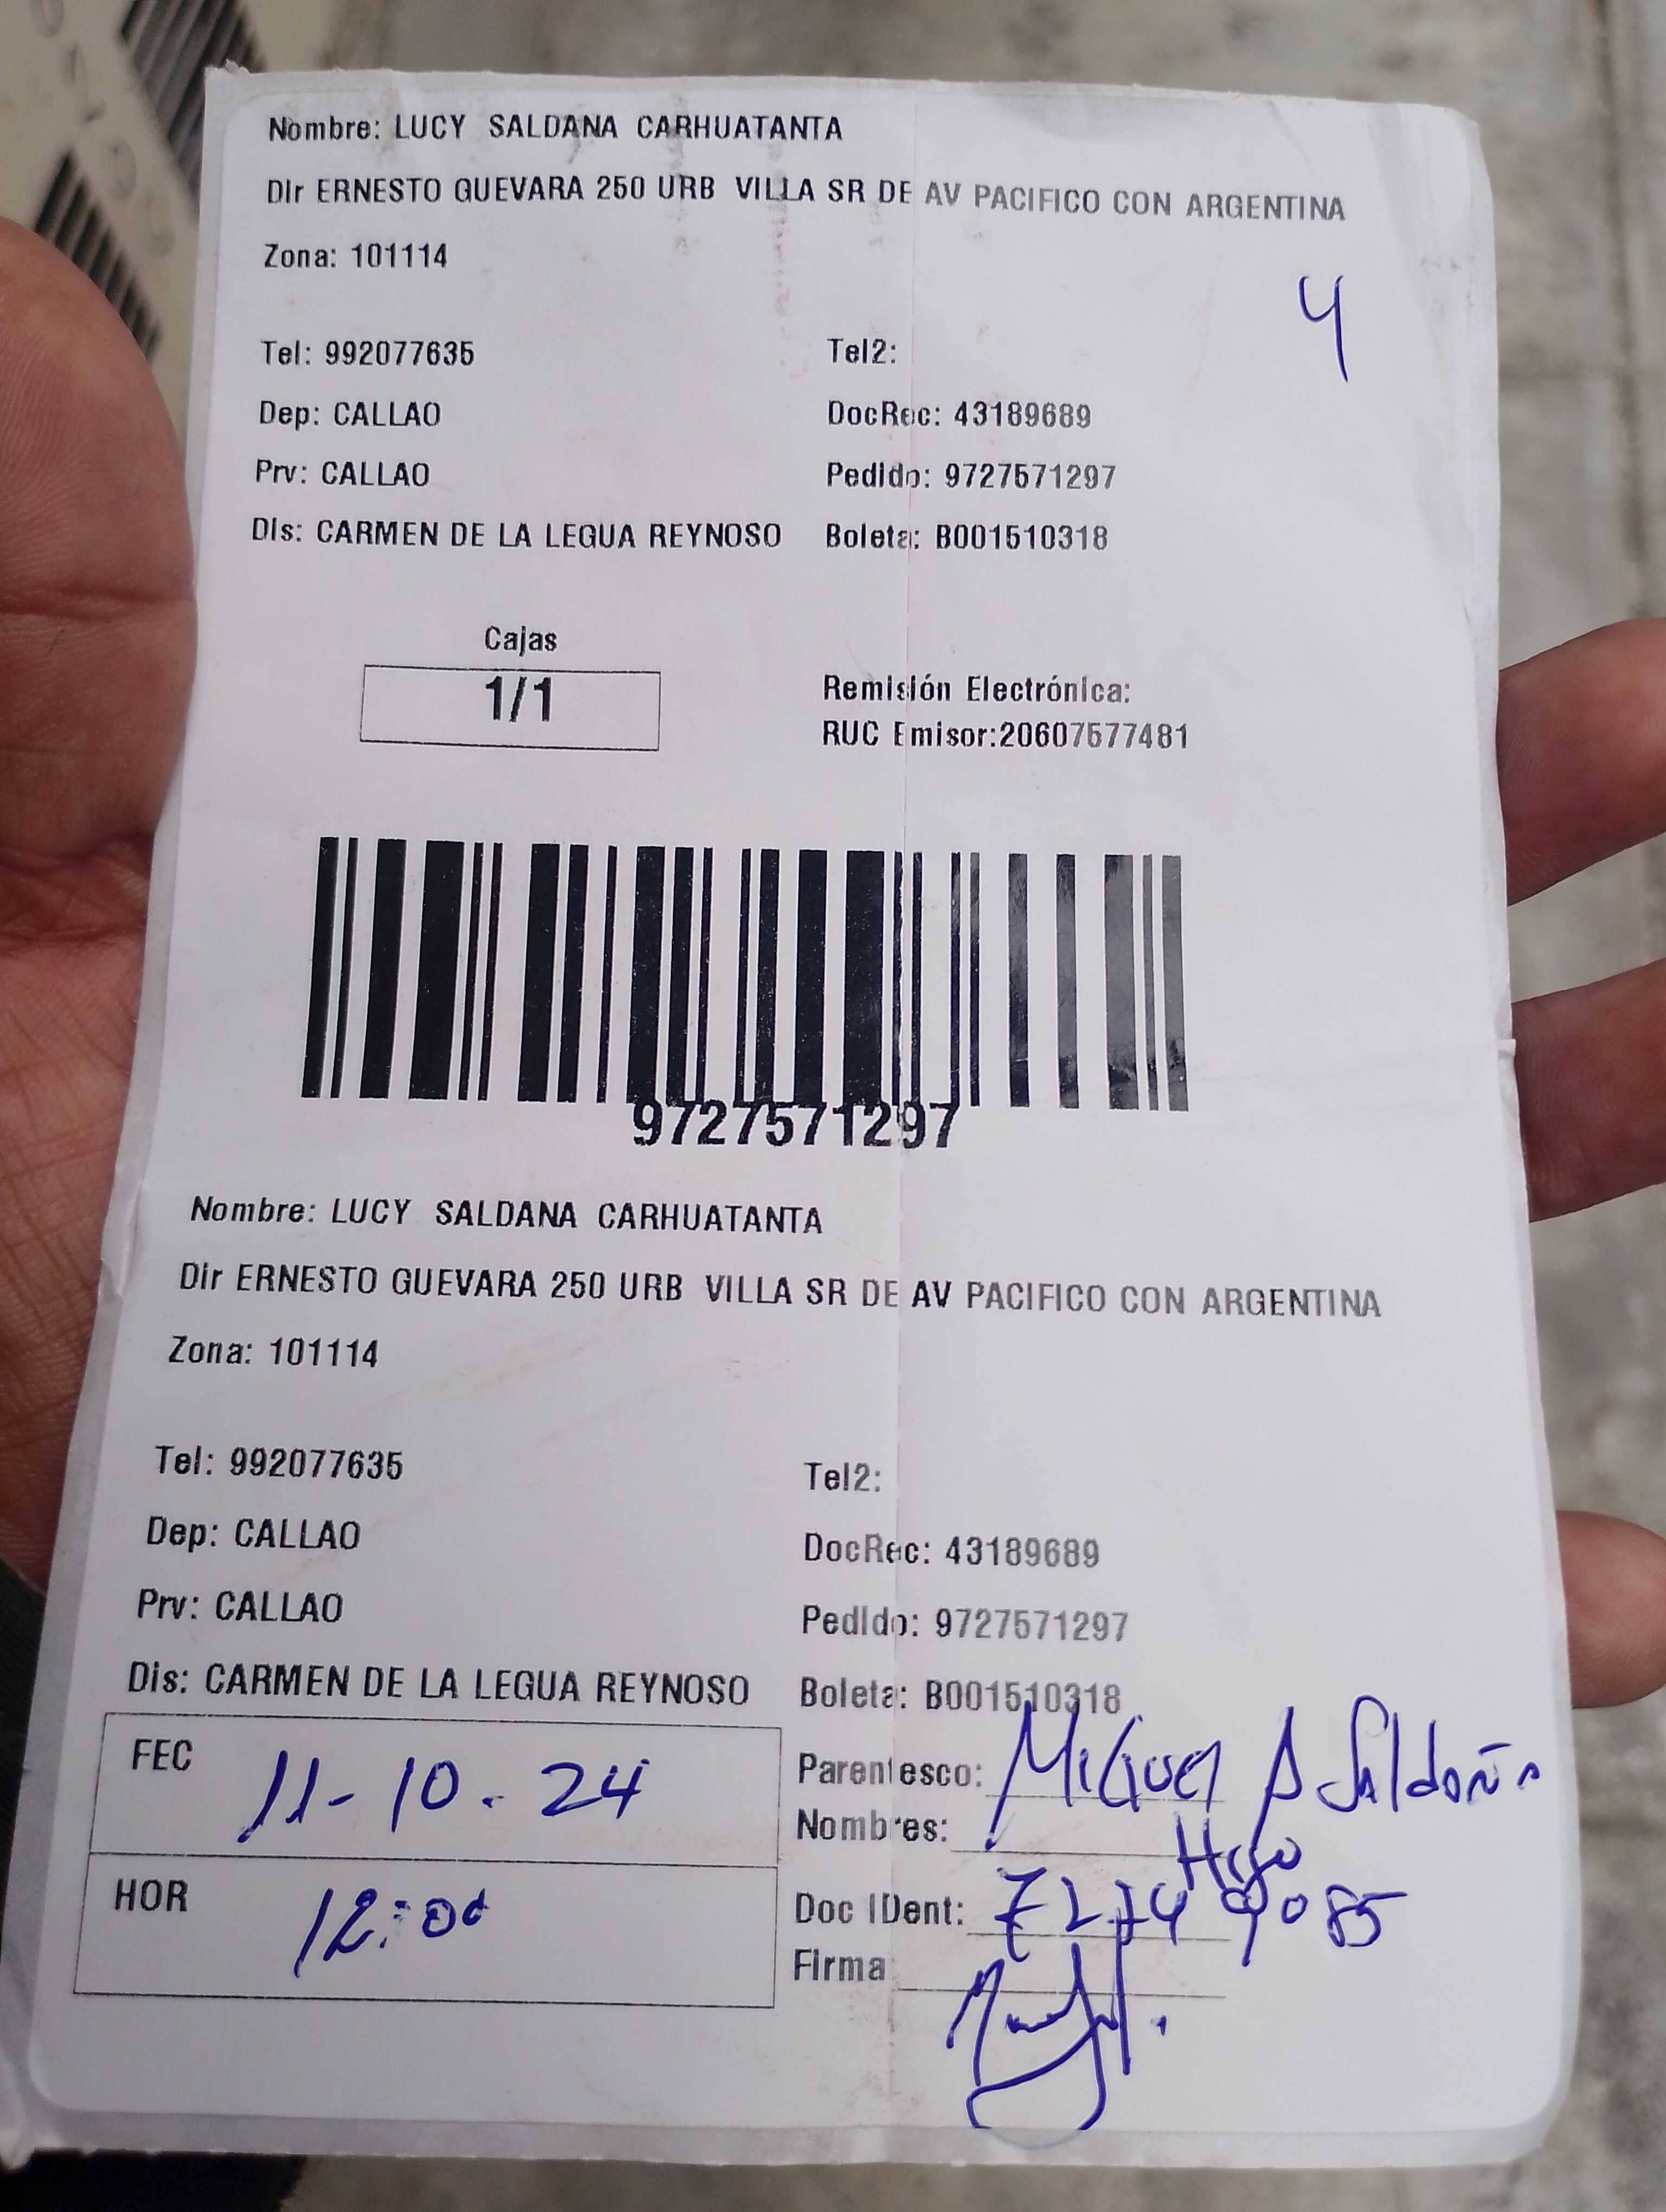 Nombre: LUCY SALDANA CARHUATANTA
Dir ERNESTO GUEVARA 250 URB VILLA SR DE AV PACIFICO CON ARGENTINA
Zona: 101114
4
Tel: 992077635 Tel2:
Dep: CALLAO DocRec: 43189689
Prv: CALLAO Pedido: 9727571297
Dis: CARMEN DE LA LEGUA REYNOSO Boleta: B001510318
Cajas
1/1
Remisión Electrónica:
RUC Emisor:20607577481
9727571297
Nombre: LUCY SALDANA CARHUATANTA
Dir ERNESTO GUEVARA 250 URB VILLA SR DE AV PACIFICO CON ARGENTINA
Zona: 101114
Tel: 992077635 Tel2:
Dep: CALLAO DocRec: 43189689
Prv: CALLAO Pedido: 9727571297
Dis: CARMEN DE LA LEGUA REYNOSO Boleta: B001510318
FEC 11-10.24 Parentesco: Miguel A Saldaña
Nombres: Hijo
HOR 12:00 Doc IDent: 72749085
Firma